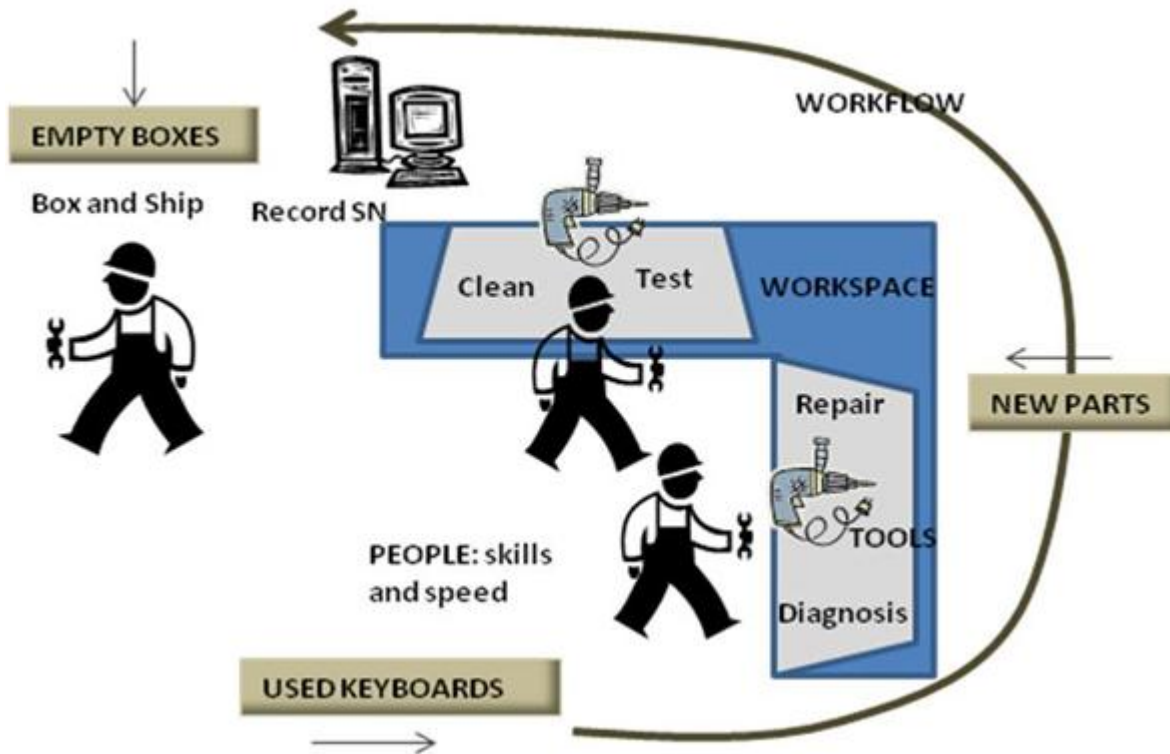 WORKFLOW
EMPTY BOXES
Box and Ship
Record SN
Clean
Test
WORKSPACE
Repair
NEW PARTS
TOOLS
PEOPLE: skills
and speed
Diagnosis
USED KEYBOARDS